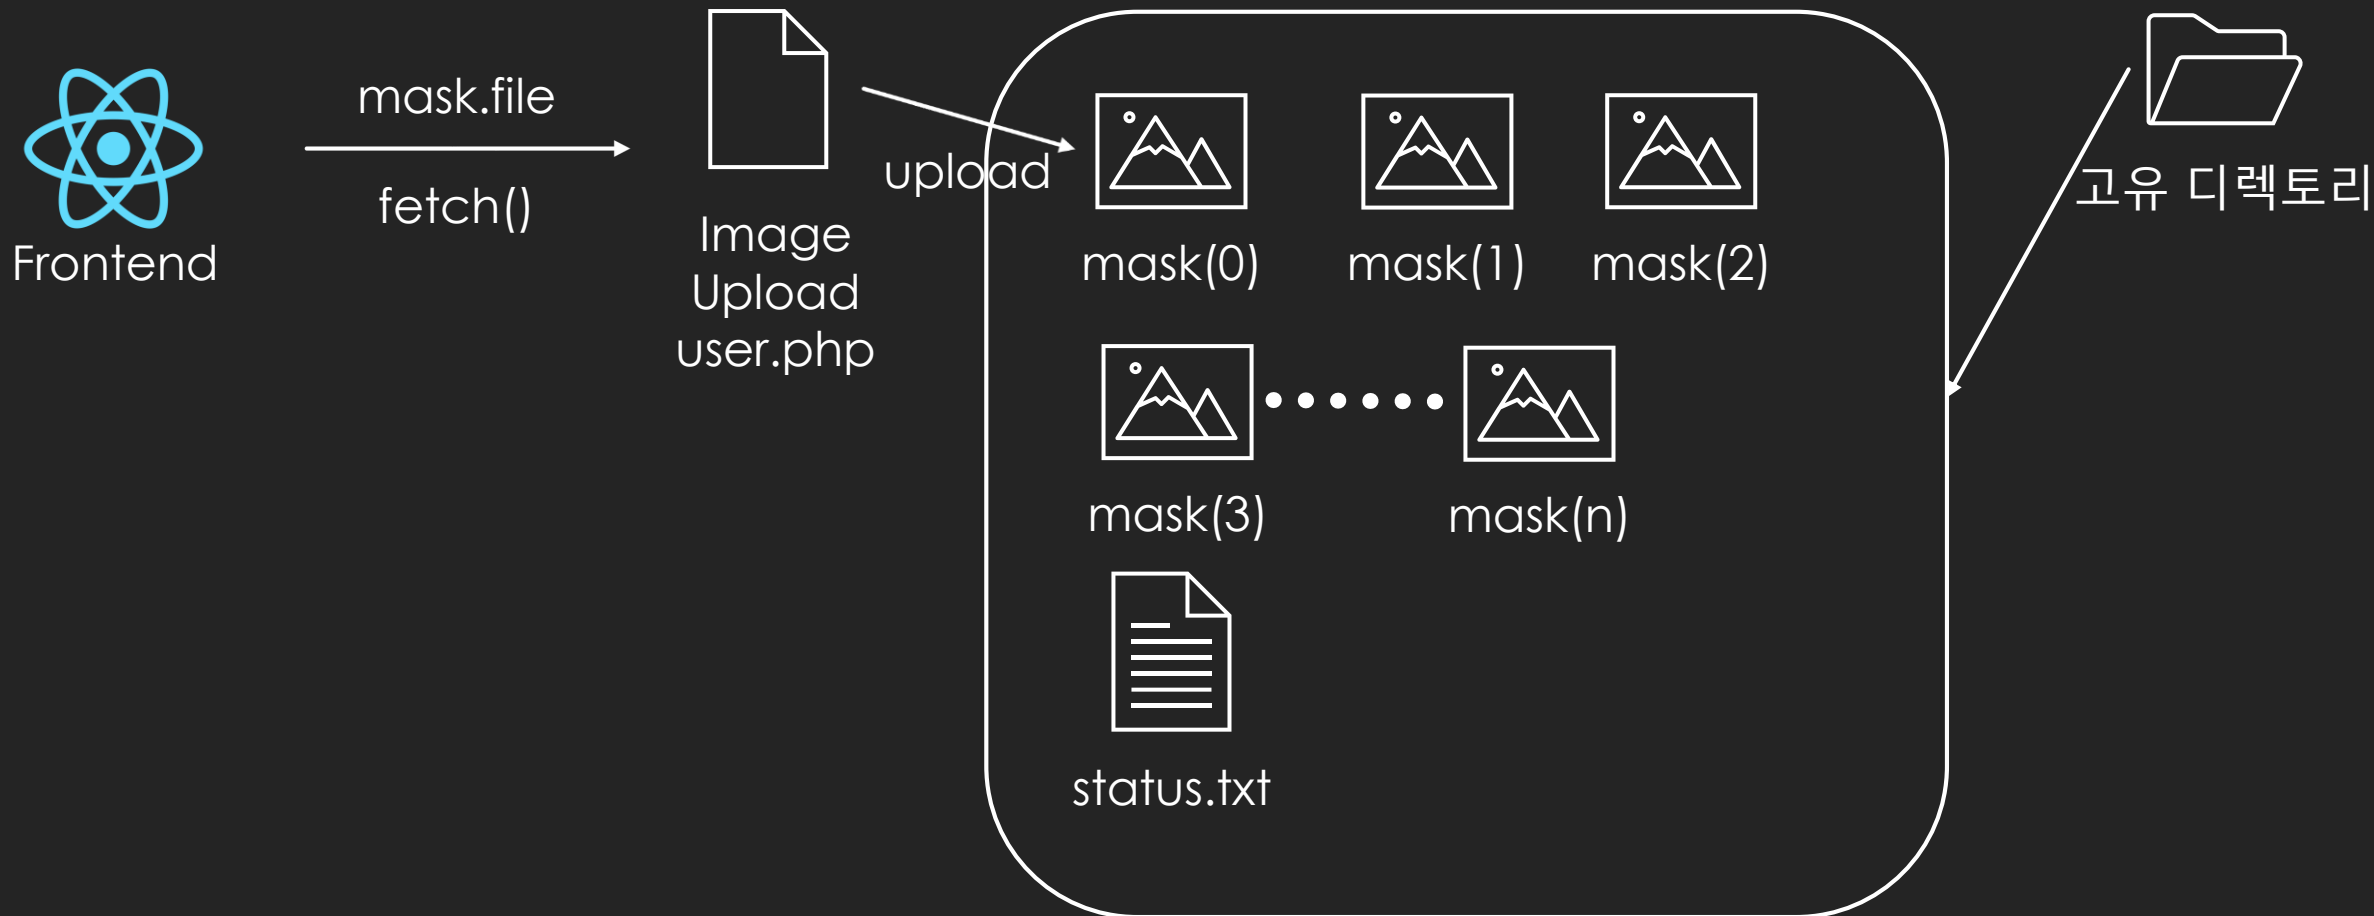 Frontend
mask.file
fetch()
Image
Upload
user.php
upload
mask(0)
mask(1)
mask(2)
mask(3)
mask(n)
status.txt
고유 디렉토리